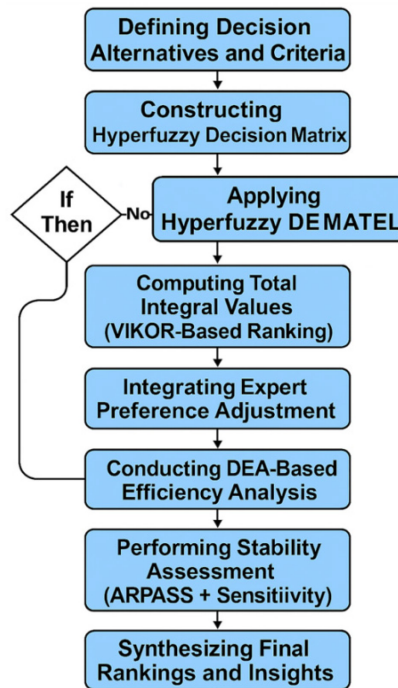 Defining Decision
Alternatives and Criteria
Constructing
Hyperfuzzy Decision Matrix
If
Then
No
Applying
Hyperfuzzy DEMATEL
Computing Total
Integral Values
(VIKOR-Based Ranking)
Integrating Expert
Preference Adjustment
Conducting DEA-Based
Efficiency Analysis
Performing Stability
Assessment
(ARPASS + Sensitiivity)
Synthesizing Final
Rankings and Insights